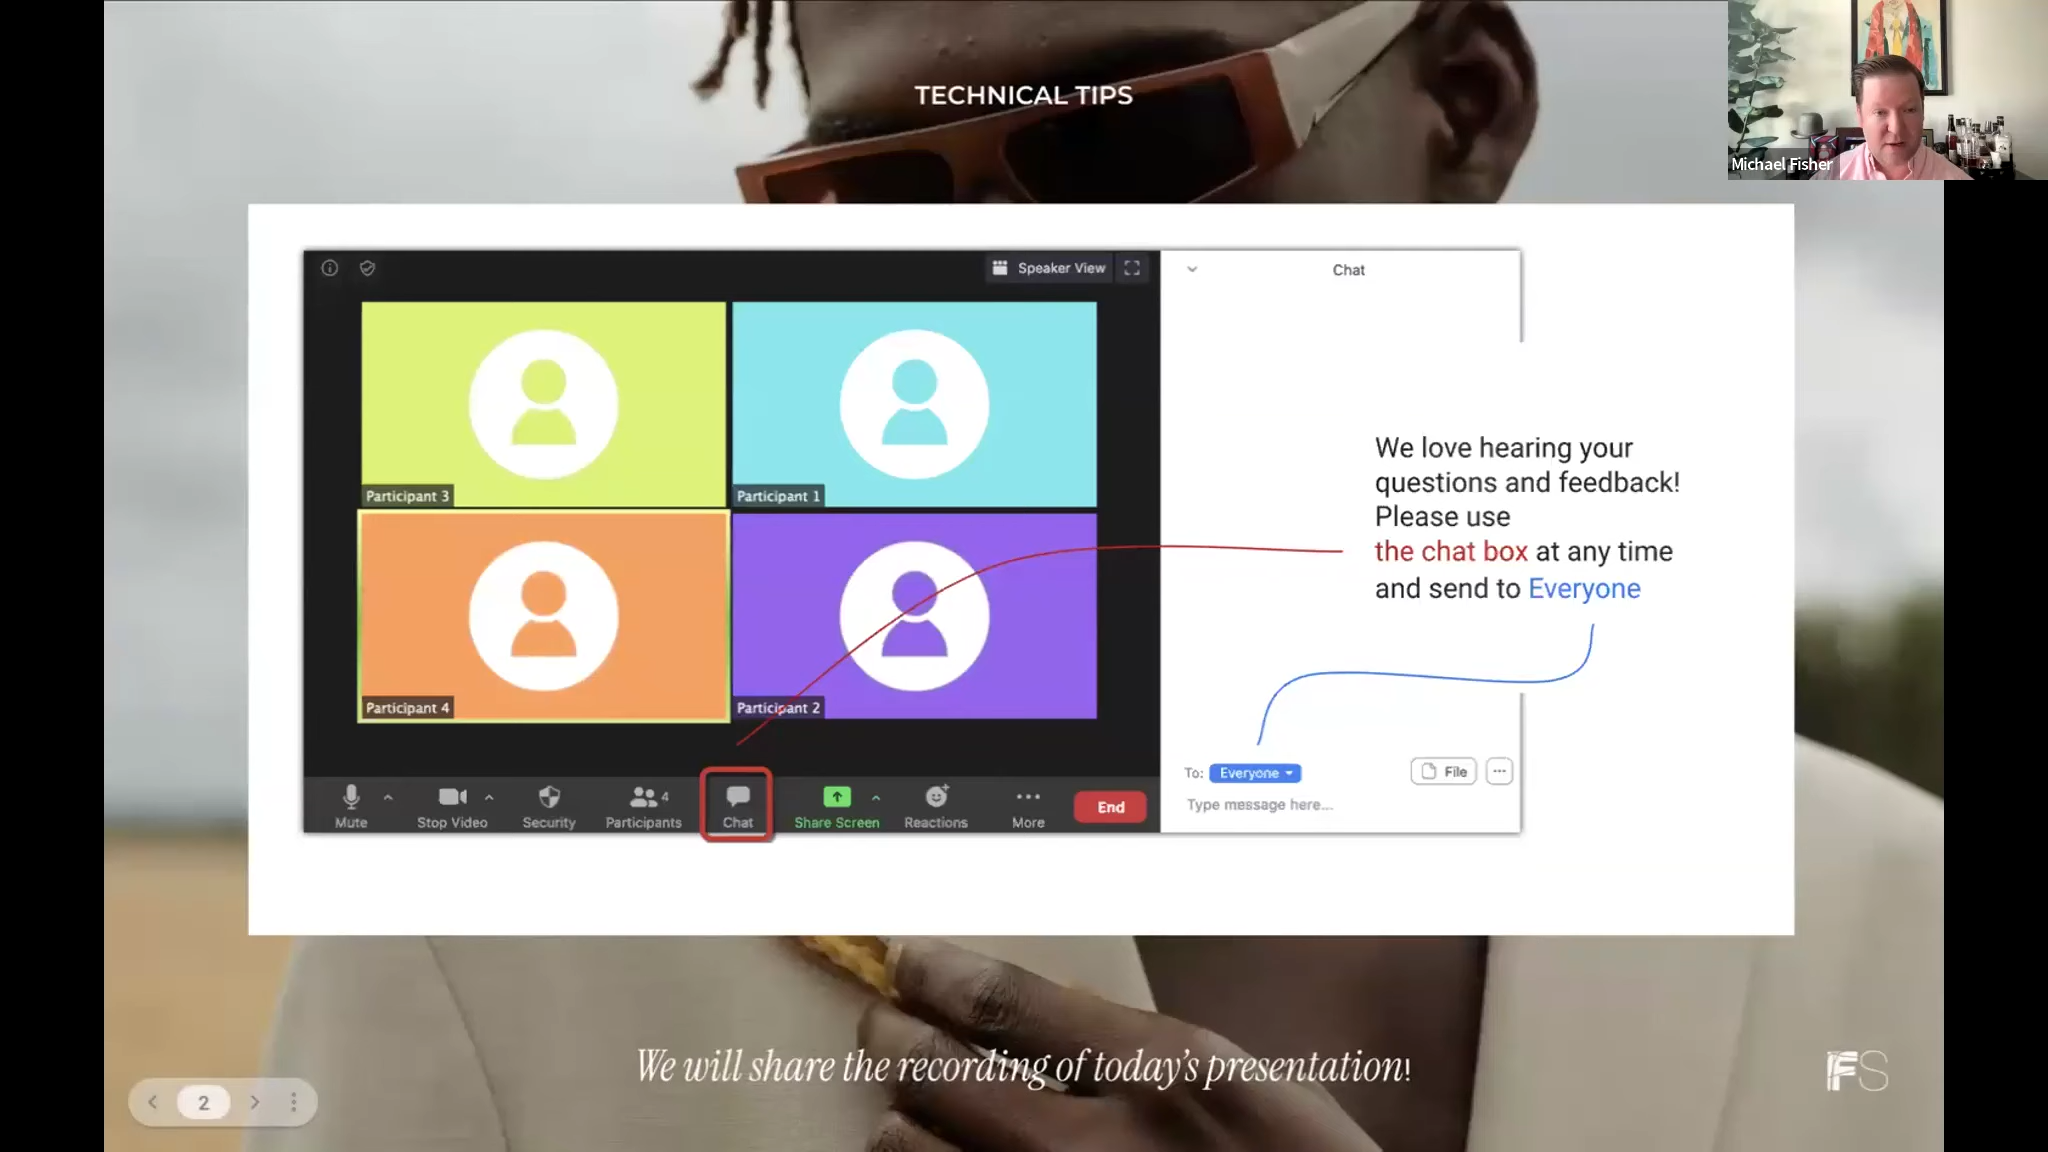 TECHNICAL TIPS
Michael Fisher
Speaker View
Chat
Participant 3
Participant 1
We love hearing your
questions and feedback!
Please use
the chat box at any time
and send to Everyone
Participant 4
Participant 2
To: Everyone
File
Type message here...
4
Mute
Stop Video
Security
Participants
Chat
Share Screen
Reactions
More
End
We will share the recording of today's presentation!
2
FS